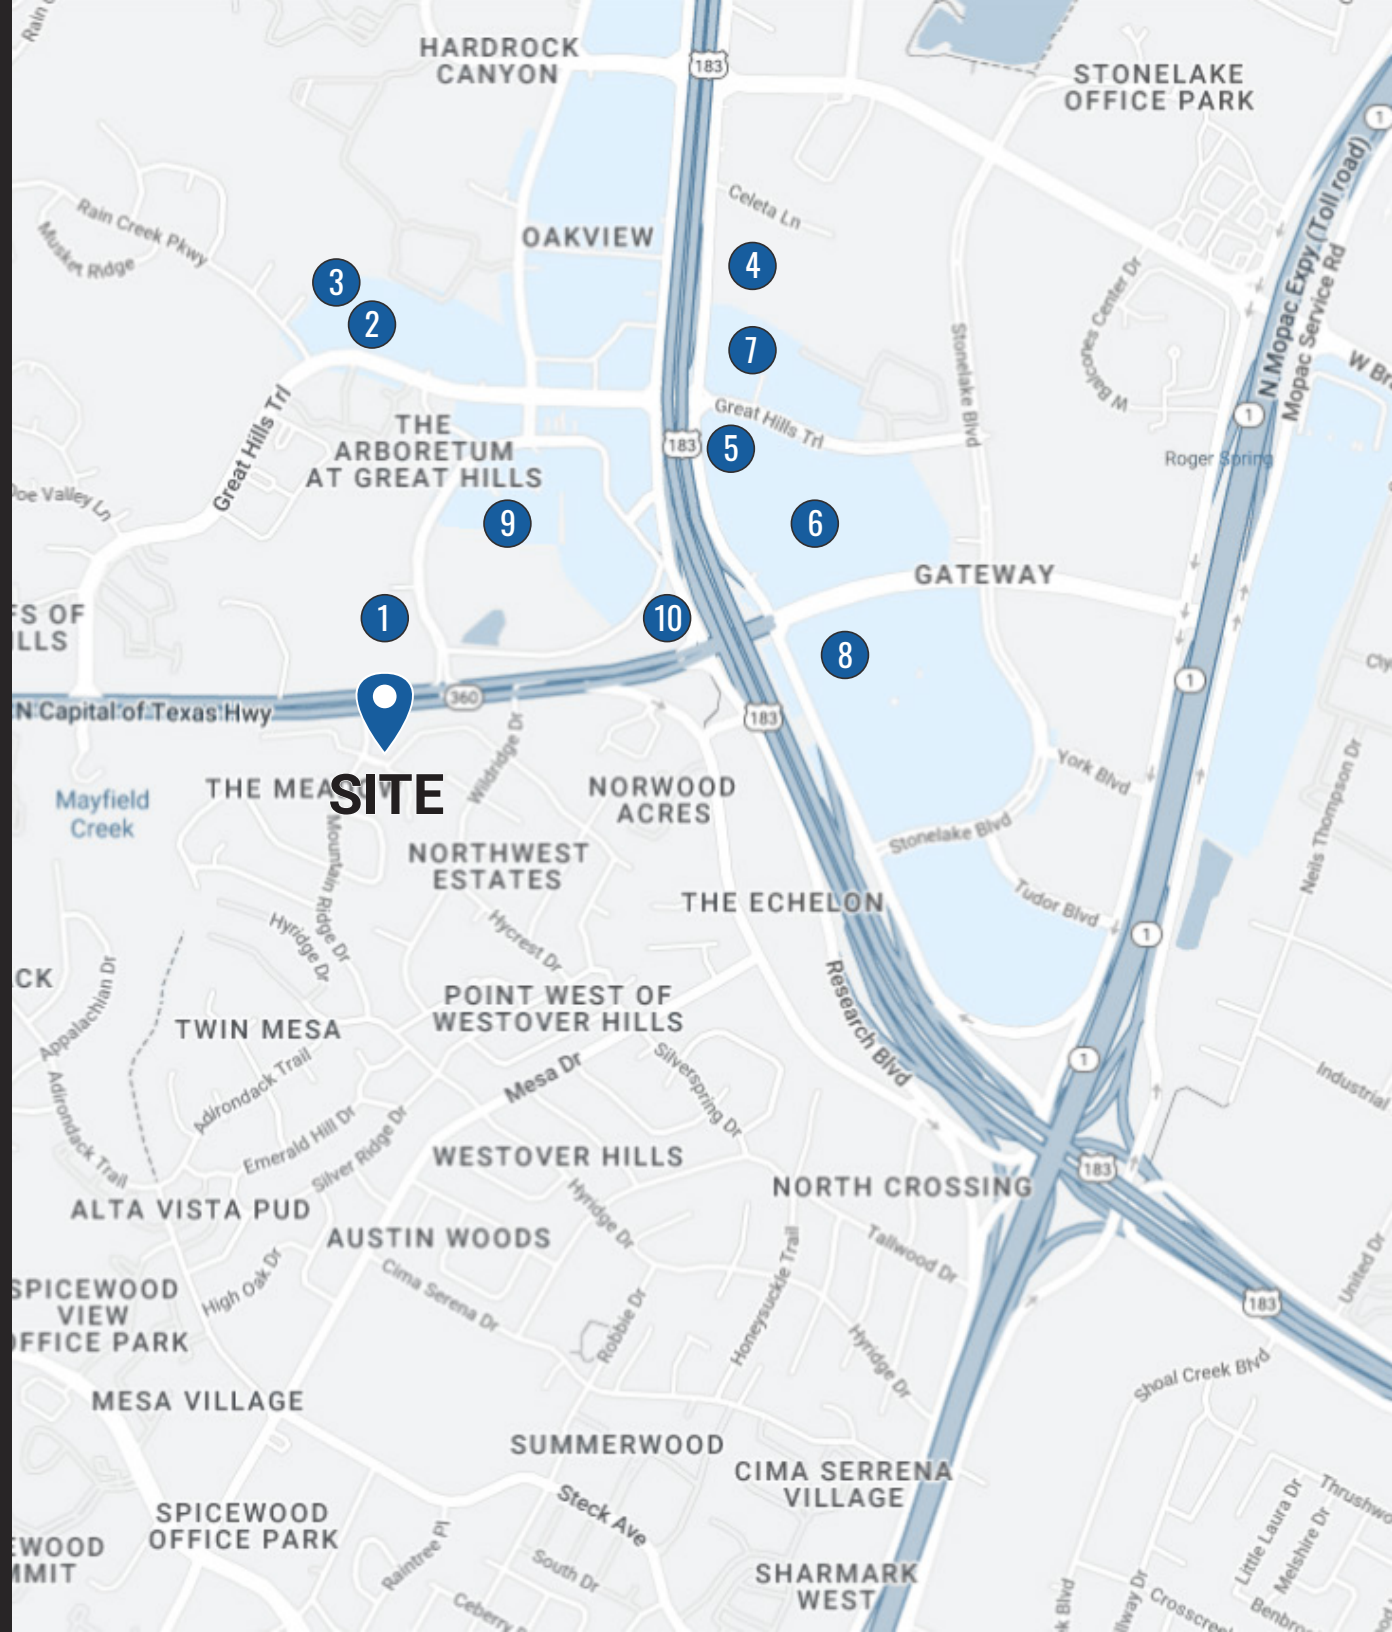 HARDROCK
CANYON
183
STONELAKE
OFFICE PARK
1
N Mopac Expy (Toll road)
Mopac Service Rd
Celeta Ln
Rain Creek Pkwy
Musket Ridge
OAKVIEW
4
3
2
7
W Balcones Center Dr
Stonelake Blvd
Great Hills Trl
Great Hills Trl
THE
ARBORETUM
AT GREAT HILLS
183
5
1
Roger Spring
9
6
GATEWAY
1
10
8
1
360
N Capital of Texas Hwy
183
SITE
Mayfield
Creek
Wildridge Dr
NORWOOD
ACRES
York Blvd
Neils Thompson Dr
Mountain Ridge Dr
NORTHWEST
ESTATES
Stonelake Blvd
THE ECHELON
Tudor Blvd
1
Hyridge Dr
Hycrest Dr
Appalachian Dr
Research Blvd
POINT WEST OF
WESTOVER HILLS
TWIN MESA
Mesa Dr
Silverspring Dr
1
Industrial
Adirondack Trail
Adirondack Trail
Emerald Hill Dr
Silver Ridge Dr
WESTOVER HILLS
183
NORTH CROSSING
ALTA VISTA PUD
Hyridge Dr
AUSTIN WOODS
Tallwood Dr
Honeysuckle Trail
United Dr
High Oak Dr
Cima Serena Dr
SPICEWOOD
VIEW
OFFICE PARK
Robbie Dr
183
Hyridge Dr
Shoal Creek Blvd
MESA VILLAGE
SUMMERWOOD
CIMA SERRENA
VILLAGE
Steck Ave
SPICEWOOD
OFFICE PARK
Raintree Pl
South Dr
SHARMARK
WEST
Little Laura Dr
Melshire Dr